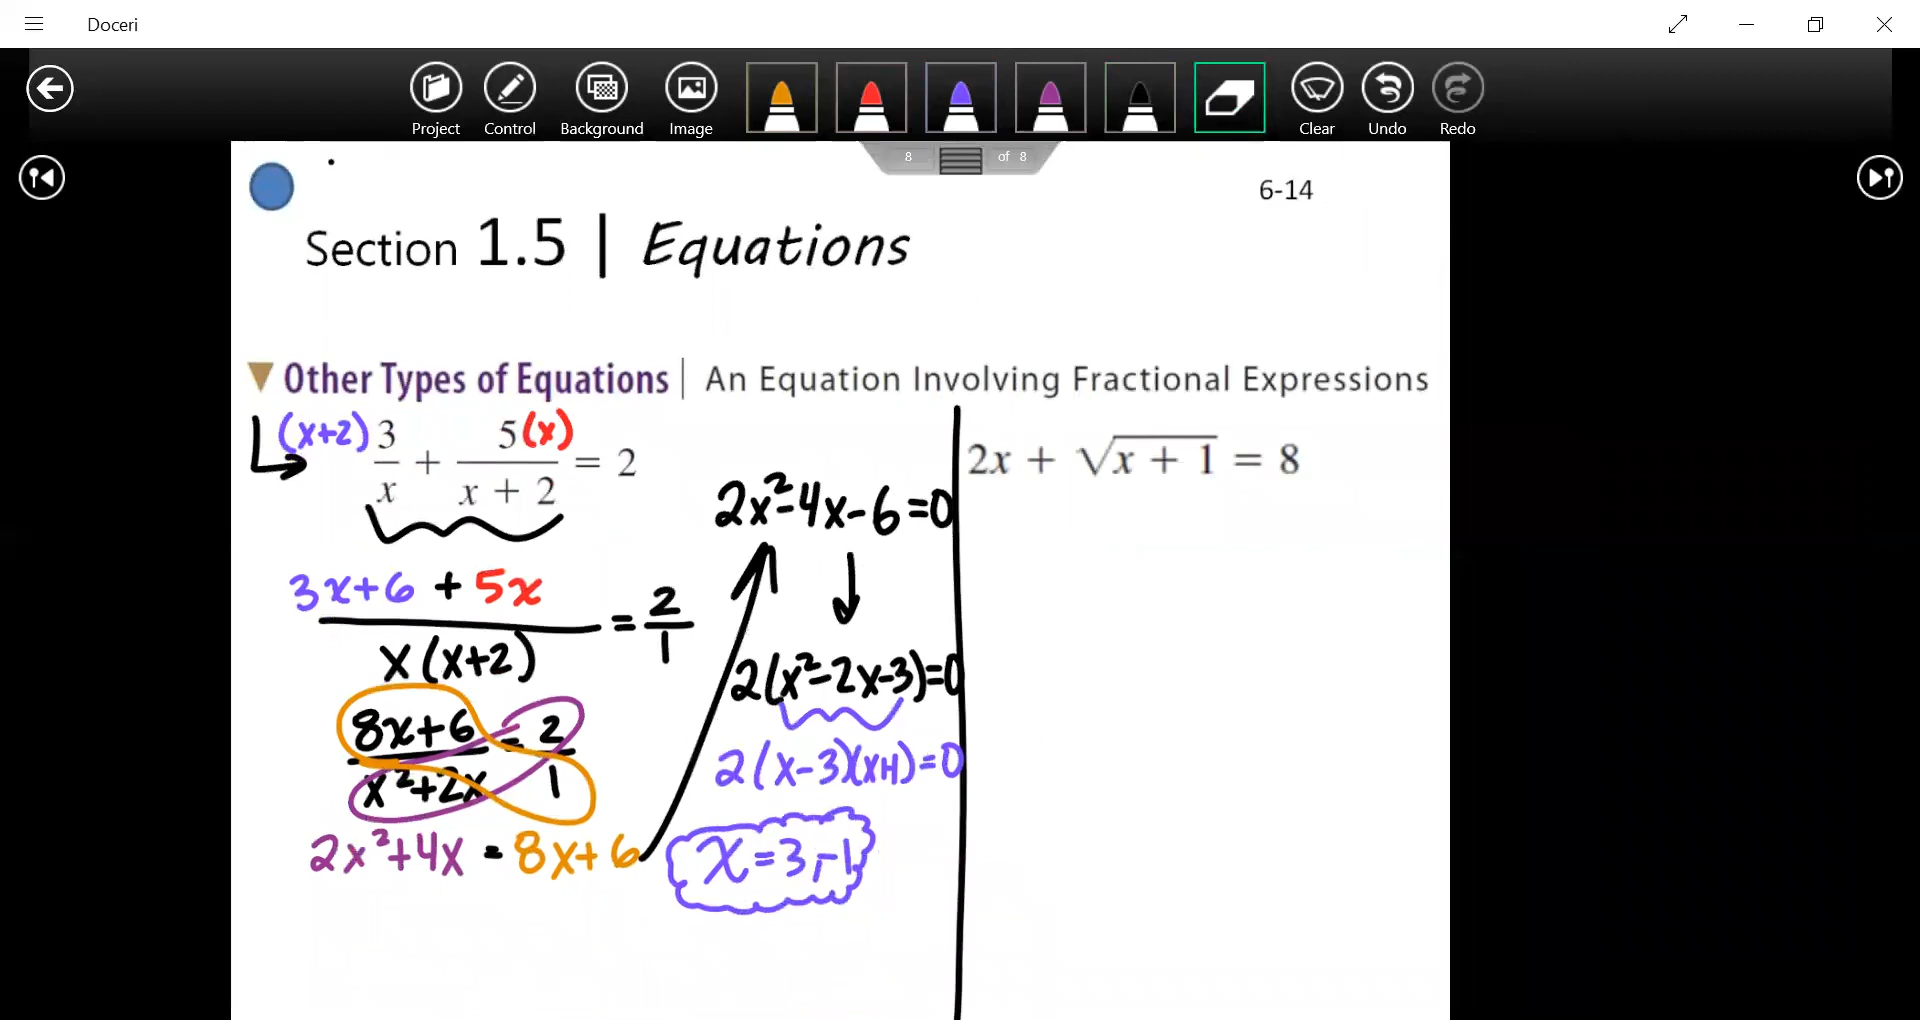 Doceri
Project Control Background Image Clear Undo Redo
8 of 8
6-14
Section 1.5 | Equations
Other Types of Equations | An Equation Involving Fractional Expressions
(x+2) 3/x + 5(x)/(x + 2) = 2
(3x+6 + 5x)/(x(x+2)) = 2/1
(8x+6)/(x²+2x) = 2/1
2x²+4x = 8x+6
2x²-4x-6=0
2(x²-2x-3)=0
2(x-3)(x+1)=0
x=3,-1
2x + √(x + 1) = 8